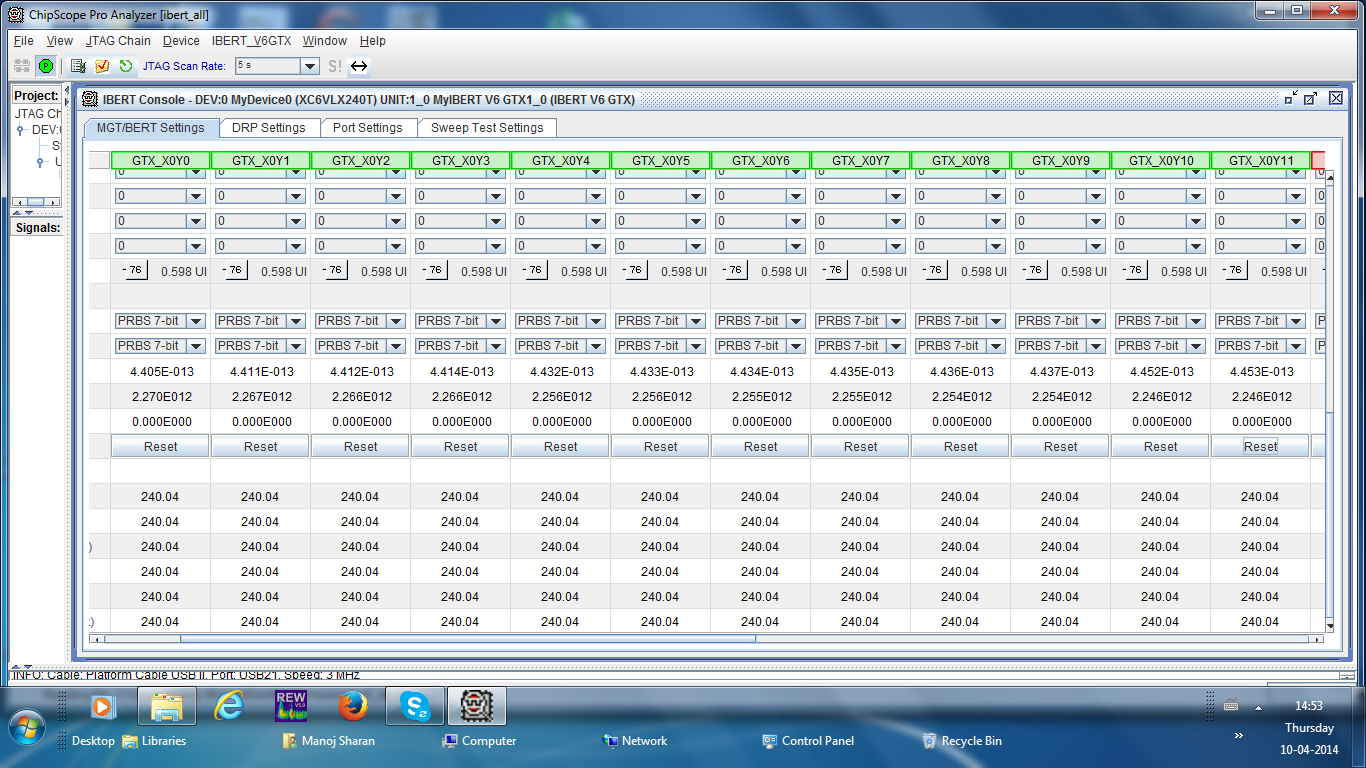 ChipScope Pro Analyzer [ibert_all]
File View JTAG Chain Device IBERT_V6GTX Window Help
JTAG Scan Rate: 5 s S!
Project:
JTAG Ch
DEV:
S
U
Signals:
IBERT Console - DEV:0 MyDevice0 (XC6VLX240T) UNIT:1_0 MyIBERT V6 GTX1_0 (IBERT V6 GTX)
MGT/BERT Settings DRP Settings Port Settings Sweep Test Settings
GTX_X0Y0 GTX_X0Y1 GTX_X0Y2 GTX_X0Y3 GTX_X0Y4 GTX_X0Y5 GTX_X0Y6 GTX_X0Y7 GTX_X0Y8 GTX_X0Y9 GTX_X0Y10 GTX_X0Y11
0 0 0 0 0 0 0 0 0 0 0 0 0
0 0 0 0 0 0 0 0 0 0 0 0 0
0 0 0 0 0 0 0 0 0 0 0 0 0
0 0 0 0 0 0 0 0 0 0 0 0 0
- 76 0.598 UI - 76 0.598 UI - 76 0.598 UI - 76 0.598 UI - 76 0.598 UI - 76 0.598 UI - 76 0.598 UI - 76 0.598 UI - 76 0.598 UI - 76 0.598 UI - 76 0.598 UI - 76 0.598 UI -
PRBS 7-bit PRBS 7-bit PRBS 7-bit PRBS 7-bit PRBS 7-bit PRBS 7-bit PRBS 7-bit PRBS 7-bit PRBS 7-bit PRBS 7-bit PRBS 7-bit PRBS 7-bit P
PRBS 7-bit PRBS 7-bit PRBS 7-bit PRBS 7-bit PRBS 7-bit PRBS 7-bit PRBS 7-bit PRBS 7-bit PRBS 7-bit PRBS 7-bit PRBS 7-bit PRBS 7-bit P
4.405E-013 4.411E-013 4.412E-013 4.414E-013 4.432E-013 4.433E-013 4.434E-013 4.435E-013 4.436E-013 4.437E-013 4.452E-013 4.453E-013
2.270E012 2.267E012 2.266E012 2.266E012 2.256E012 2.256E012 2.255E012 2.255E012 2.254E012 2.254E012 2.246E012 2.246E012
0.000E000 0.000E000 0.000E000 0.000E000 0.000E000 0.000E000 0.000E000 0.000E000 0.000E000 0.000E000 0.000E000 0.000E000
Reset Reset Reset Reset Reset Reset Reset Reset Reset Reset Reset Reset
240.04 240.04 240.04 240.04 240.04 240.04 240.04 240.04 240.04 240.04 240.04 240.04
240.04 240.04 240.04 240.04 240.04 240.04 240.04 240.04 240.04 240.04 240.04 240.04
) 240.04 240.04 240.04 240.04 240.04 240.04 240.04 240.04 240.04 240.04 240.04 240.04
240.04 240.04 240.04 240.04 240.04 240.04 240.04 240.04 240.04 240.04 240.04 240.04
240.04 240.04 240.04 240.04 240.04 240.04 240.04 240.04 240.04 240.04 240.04 240.04
:) 240.04 240.04 240.04 240.04 240.04 240.04 240.04 240.04 240.04 240.04 240.04 240.04
INFO: Cable: Platform Cable USB II, Port: USB21, Speed: 3 MHz
REW
V5.0
14:53
Thursday
10-04-2014
Desktop Libraries Manoj Sharan Computer Network Control Panel Recycle Bin »